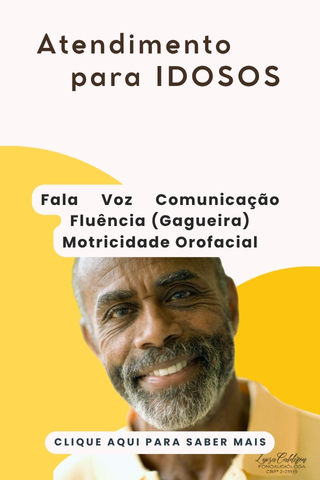 Atendimento
para IDOSOS
Fala Voz Comunicação
Fluência (Gagueira)
Motricidade Orofacial
CLIQUE AQUI PARA SABER MAIS
FONOAUDIÓLOGA